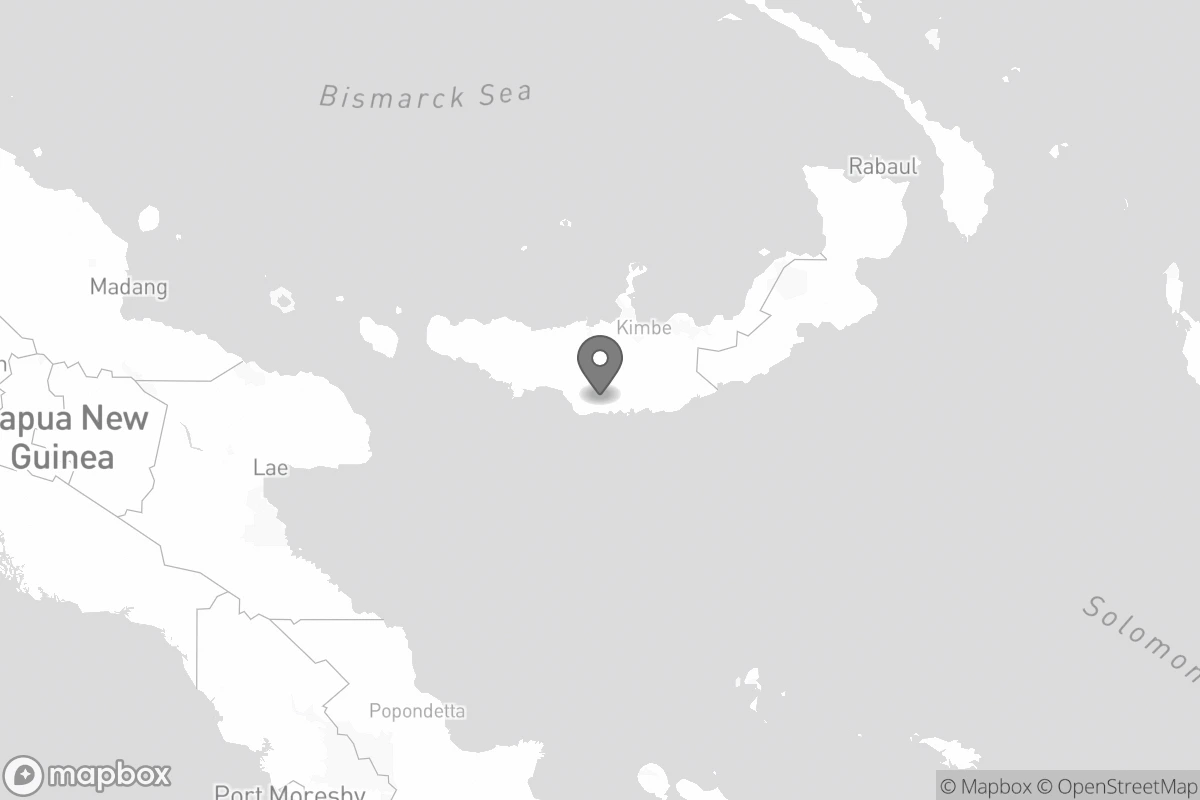 Bismarck Sea
Rabaul
Madang
Kimbe
apua New
Guinea
Lae
Solomon
Popondetta
Port Moresby
mapbox
© Mapbox © OpenStreetMap